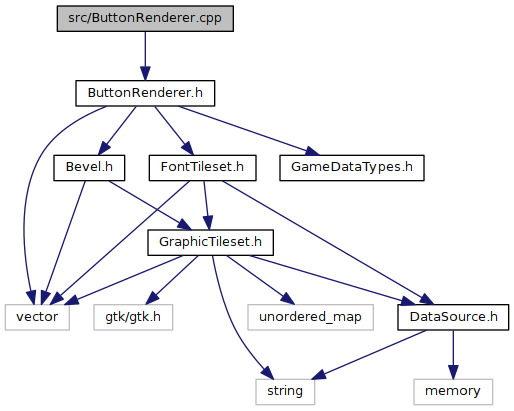 src/ButtonRenderer.cpp
ButtonRenderer.h
Bevel.h
FontTileset.h
GameDataTypes.h
GraphicTileset.h
vector
gtk/gtk.h
unordered_map
DataSource.h
string
memory